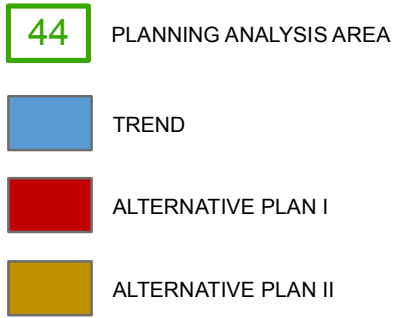 44 PLANNING ANALYSIS AREA
TREND
ALTERNATIVE PLAN I
ALTERNATIVE PLAN II